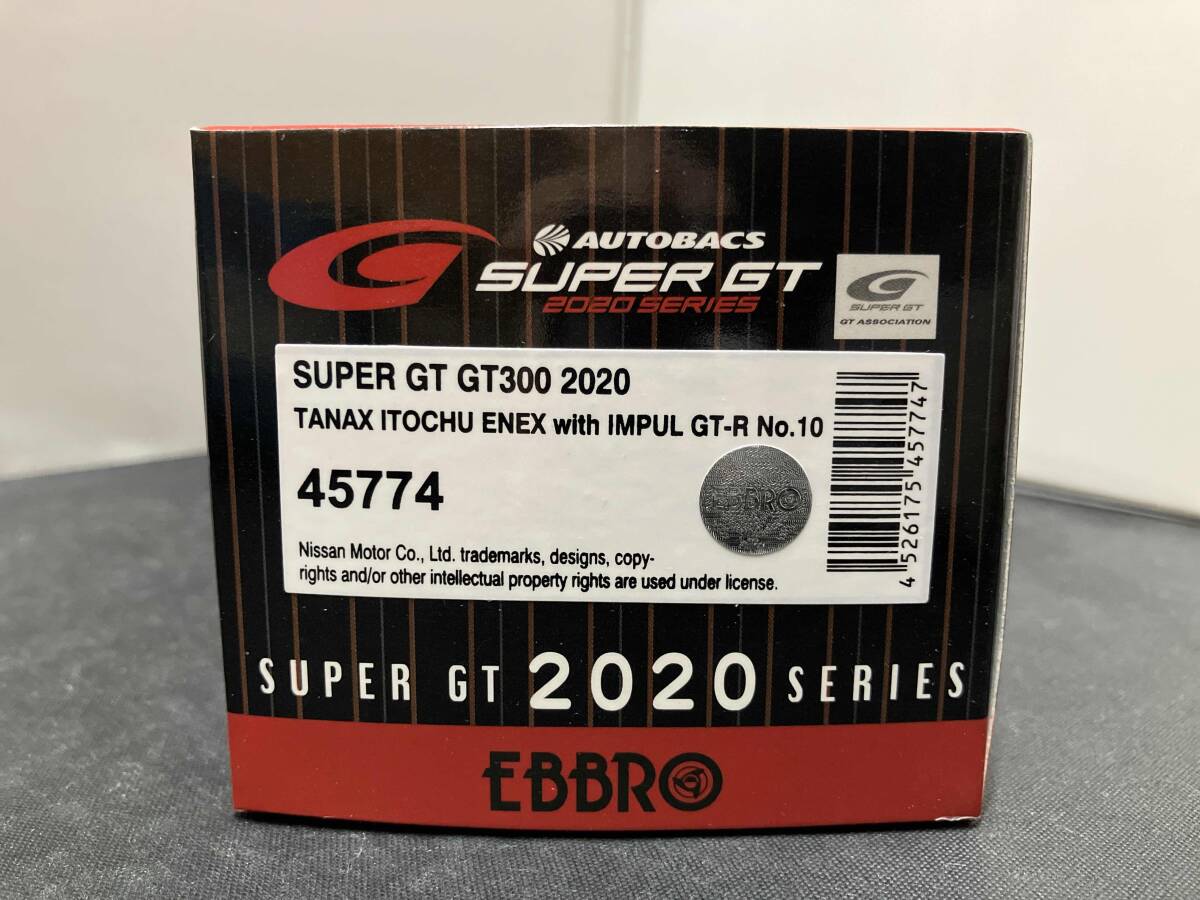 AUTOBACS
SUPER GT
2020 SERIES
SUPER GT
GT ASSOCIATION
SUPER GT GT300 2020
TANAX ITOCHU ENEX with IMPUL GT-R No.10
45774
EBBRO
Nissan Motor Co., Ltd. trademarks, designs, copy-
rights and/or other intellectual property rights are used under license.
4 526175 457747
SUPER GT 2020 SERIES
EBBRO